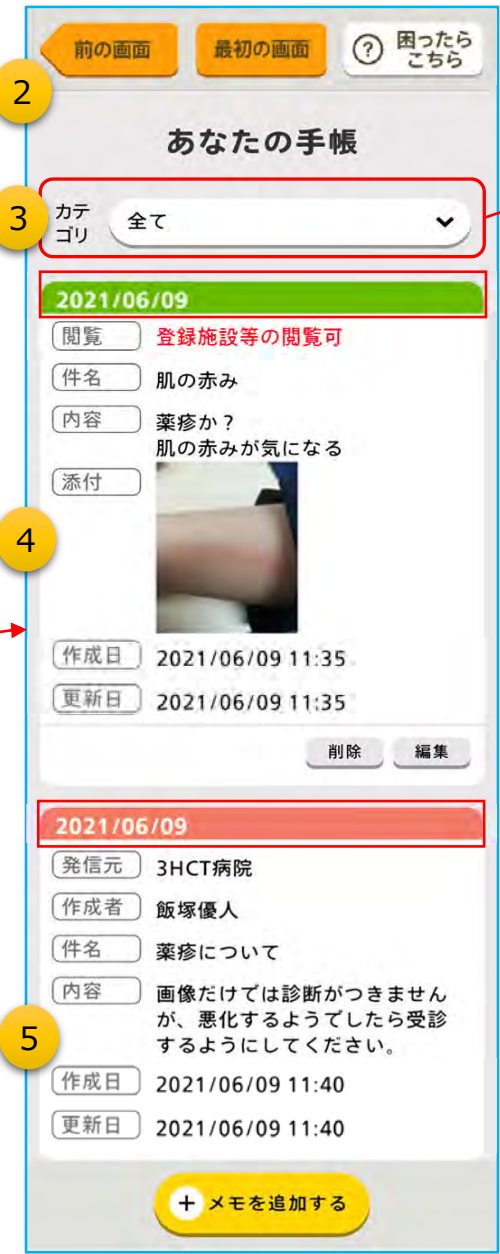 前の画面
最初の画面
? 困ったら
こちら
2
あなたの手帳
3
カテ
ゴリ
全て
2021/06/09
閲覧 登録施設等の閲覧可
件名 肌の赤み
内容 薬疹か?
肌の赤みが気になる
添付
4
作成日 2021/06/09 11:35
更新日 2021/06/09 11:35
削除 編集
2021/06/09
発信元 3HCT病院
作成者 飯塚優人
件名 薬疹について
内容 画像だけでは診断がつきません
が、悪化するようでしたら受診
するようにしてください。
5
作成日 2021/06/09 11:40
更新日 2021/06/09 11:40
+ メモを追加する